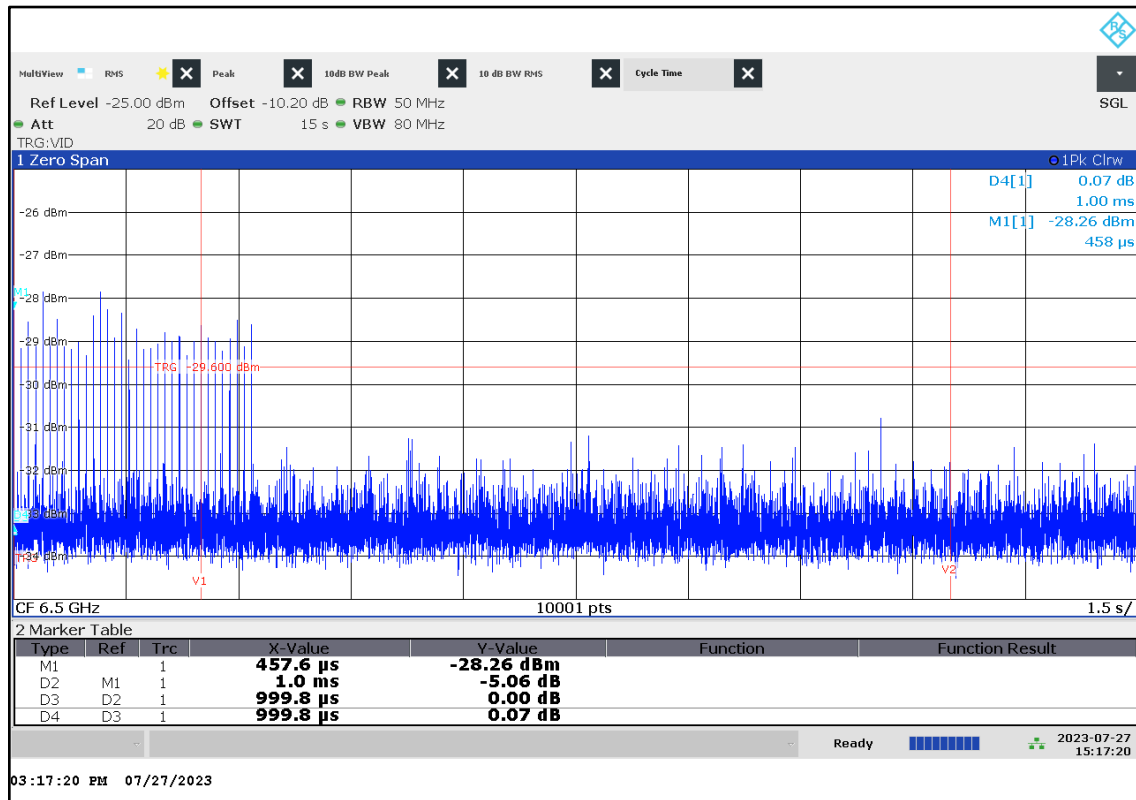 R S
MultiView RMS Peak 10dB BW Peak 10 dB BW RMS Cycle Time
Ref Level -25.00 dBm Offset -10.20 dB RBW 50 MHz SGL
Att 20 dB SWT 15 s VBW 80 MHz
TRG:VID
1 Zero Span 1Pk Clrw
D4[1] 0.07 dB
1.00 ms
M1[1] -28.26 dBm
458 µs
-26 dBm
-27 dBm
M1
-28 dBm
-29 dBm
TRG -29.600 dBm
-30 dBm
-31 dBm
-32 dBm
-33 dBm
-34 dBm
TRG
V1 V2
CF 6.5 GHz 10001 pts 1.5 s/
2 Marker Table
Type Ref Trc X-Value Y-Value Function Function Result
M1 1 457.6 µs -28.26 dBm
D2 M1 1 1.0 ms -5.06 dB
D3 D2 1 999.8 µs 0.00 dB
D4 D3 1 999.8 µs 0.07 dB
Ready 2023-07-27
15:17:20
03:17:20 PM 07/27/2023